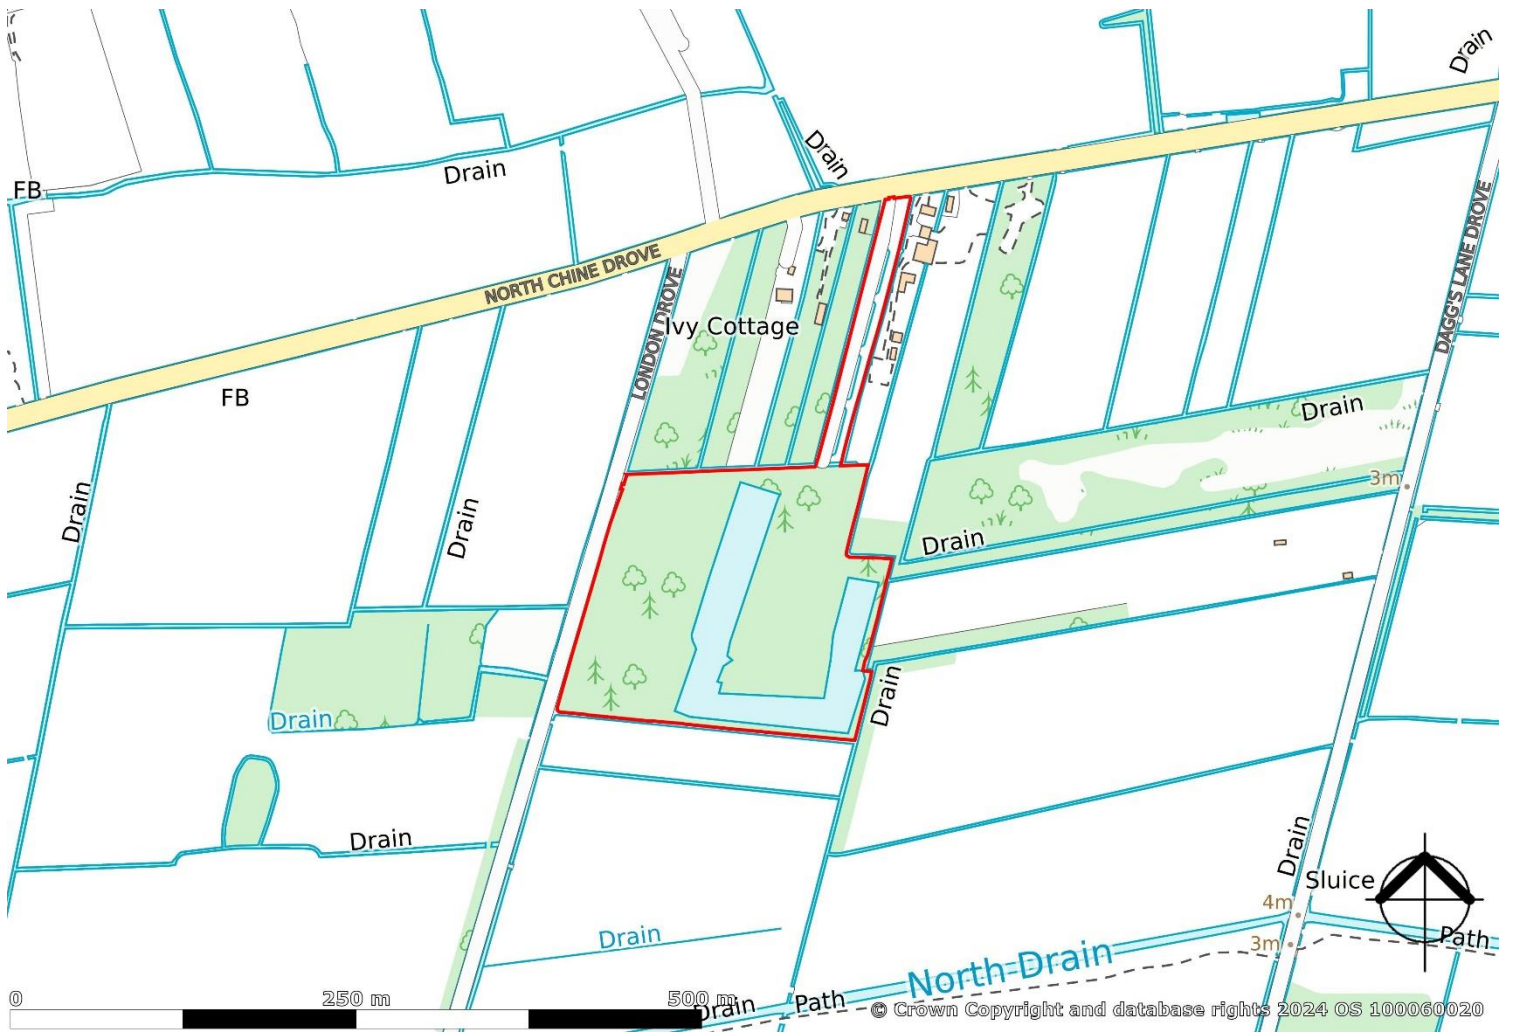 Drain
Drain
Drain
FB
DAGG'S LANE DROVE
NORTH CHINE DROVE
LONDON DROVE
Ivy Cottage
FB
Drain
3m
Drain
Drain
Drain
Drain
Drain
Drain
Drain
Sluice
4m
Drain
3m
Path
North Drain
0
250 m
500 m
Drain
Path
© Crown Copyright and database rights 2024 OS 100060020